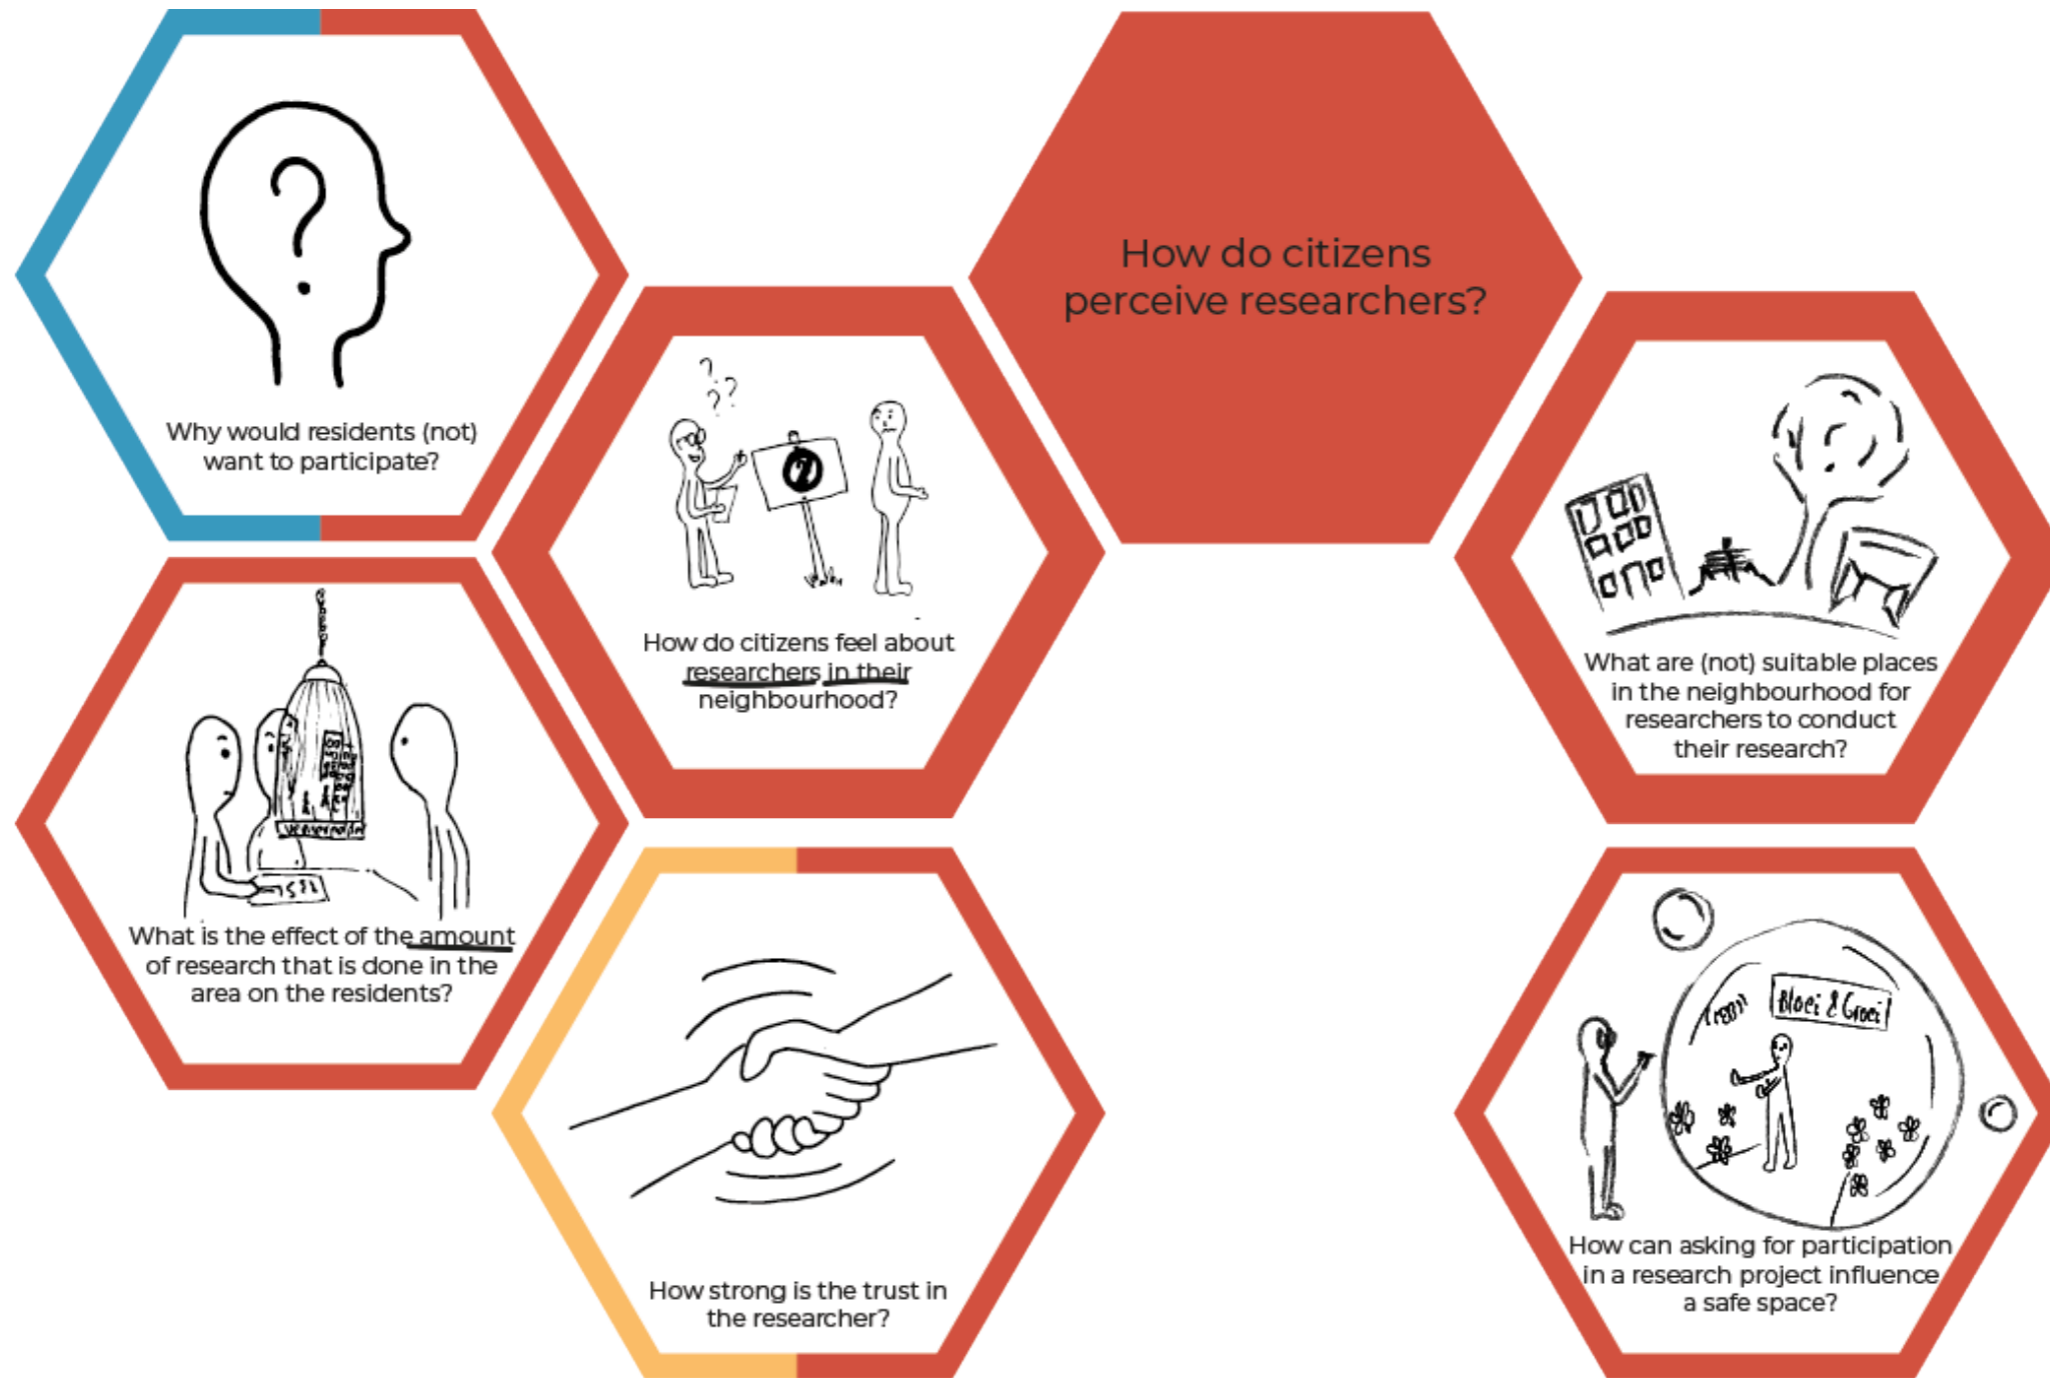 Why would residents (not)
want to participate?
How do citizens
perceive researchers?
?
??
?
How do citizens feel about
researchers in their
neighbourhood?
What are (not) suitable places
in the neighbourhood for
researchers to conduct
their research?
What is the effect of the amount
of research that is done in the
area on the residents?
How strong is the trust in
the researcher?
Bloei & Groei
How can asking for participation
in a research project influence
a safe space?